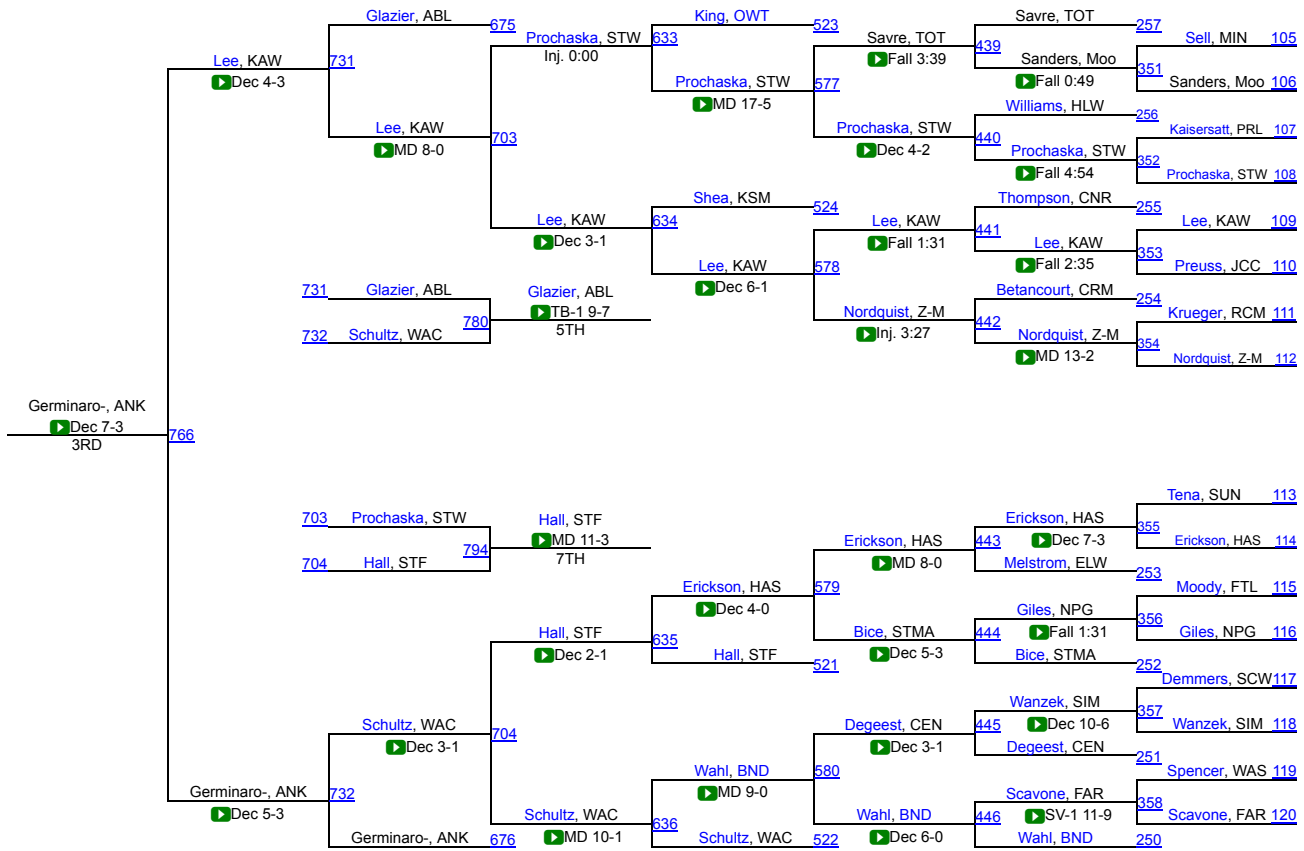 Glazier, ABL
King, OWT
Savre, TOT
675
523
257
Prochaska, STW
633
Savre, TOT
Sell, MIN
105
Inj. 0:00
Fall 3:39
439
Lee, KAW
731
Sanders, Moo
351
Dec 4-3
Prochaska, STW
577
Fall 0:49
Sanders, Moo
106
MD 17-5
Williams, HLW
256
Lee, KAW
703
Prochaska, STW
440
Kaisersatt, PRL
107
MD 8-0
Dec 4-2
Prochaska, STW
352
Fall 4:54
Prochaska, STW
108
Shea, KSM
Thompson, CNR
524
255
Lee, KAW
634
Lee, KAW
Lee, KAW
109
Dec 3-1
Fall 1:31
441
Lee, KAW
353
Lee, KAW
578
Fall 2:35
Preuss, JCC
110
Dec 6-1
731
Glazier, ABL
Glazier, ABL
Betancourt, CRM
254
TB-1 9-7
Nordquist, Z-M
442
Krueger, RCM
111
780
5TH
Inj. 3:27
732
Schultz, WAC
Nordquist, Z-M
354
MD 13-2
Nordquist, Z-M
112
Germinaro-, ANK
Dec 7-3
766
3RD
Tena, SUN
113
703
Prochaska, STW
Hall, STF
Erickson, HAS
355
MD 11-3
Erickson, HAS
443
Dec 7-3
Erickson, HAS
114
794
7TH
MD 8-0
704
Hall, STF
Melstrom, ELW
253
Erickson, HAS
579
Moody, FTL
115
Dec 4-0
Giles, NPG
356
Hall, STF
635
Bice, STMA
444
Fall 1:31
Giles, NPG
116
Dec 2-1
Hall, STF
521
Dec 5-3
Bice, STMA
252
Demmers, SCW
117
Wanzek, SIM
357
Schultz, WAC
704
Degeest, CEN
445
Dec 10-6
Wanzek, SIM
118
Dec 3-1
Dec 3-1
Degeest, CEN
251
Wahl, BND
580
Spencer, WAS
119
Germinaro-, ANK
732
MD 9-0
Scavone, FAR
358
Dec 5-3
Schultz, WAC
636
Wahl, BND
446
SV-1 11-9
Scavone, FAR
120
Germinaro-, ANK
676
MD 10-1
Schultz, WAC
522
Dec 6-0
Wahl, BND
250